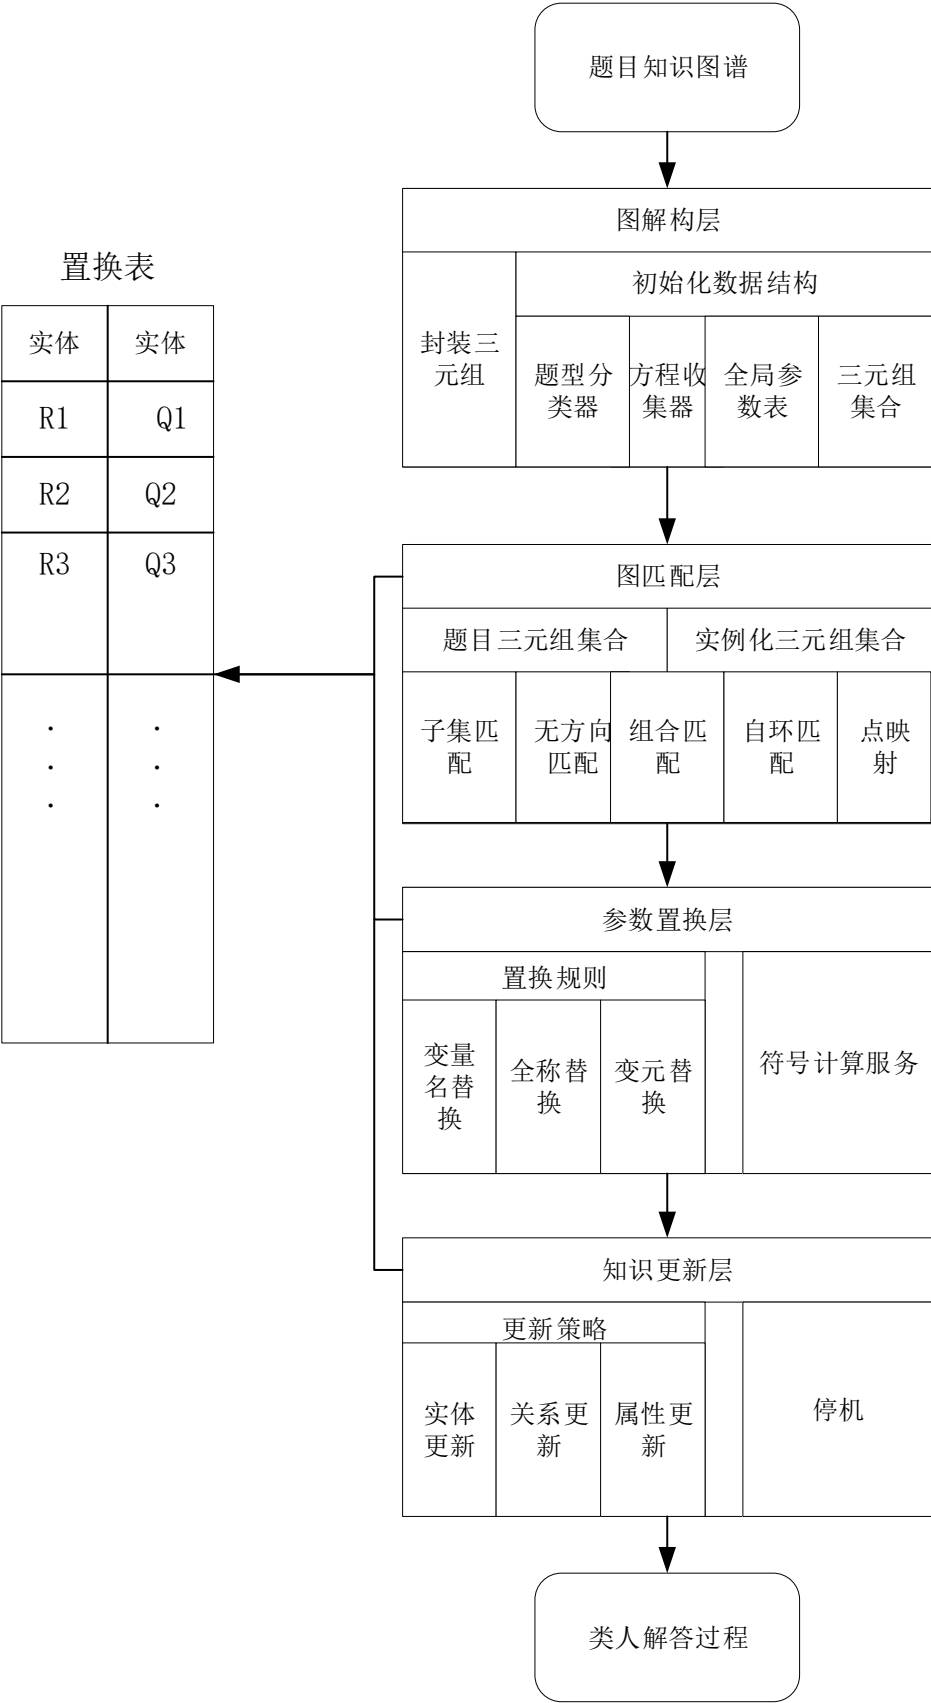 题目知识图谱
图解构层
封装三
元组
初始化数据结构
题型分
类器
方程收
集器
全局参
数表
三元组
集合
置换表
实体 实体
R1 Q1
R2 Q2
R3 Q3
. .
. .
. .
图匹配层
题目三元组集合 实例化三元组集合
子集匹
配
无方向
匹配
组合匹
配
自环匹
配
点映
射
参数置换层
置换规则
变量
名替
换
全称替
换
变元替
换
符号计算服务
知识更新层
更新策略
实体
更新
关系更
新
属性更
新
停机
类人解答过程